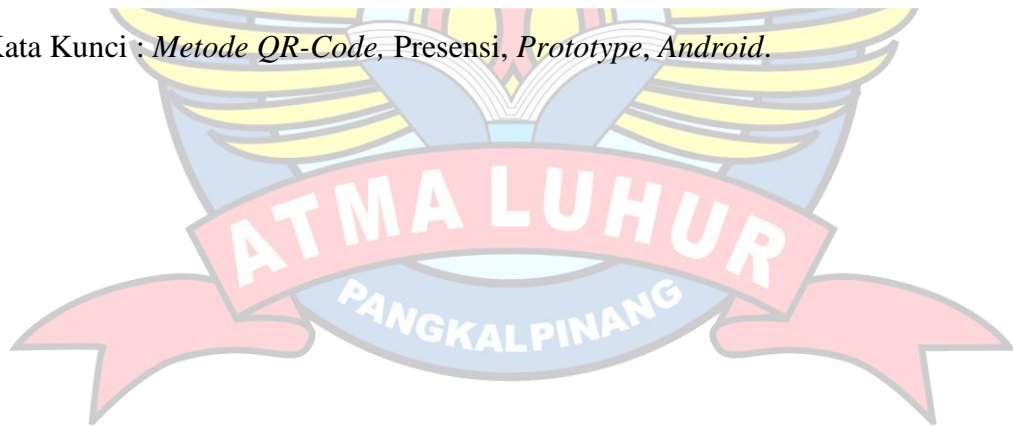 Kata Kunci : Metode QR-Code, Presensi, Prototype, Android.
ATMA LUHUR
PANGKALPINANG